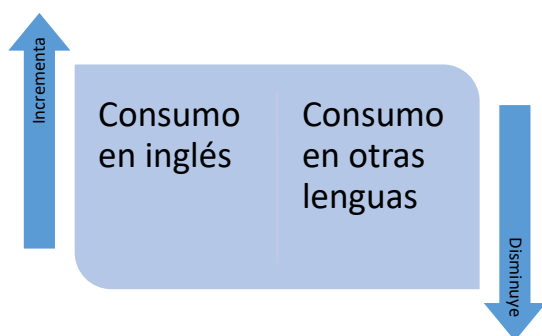 Incrementa
Consumo
en inglés
Consumo
en otras
lenguas
Disminuye